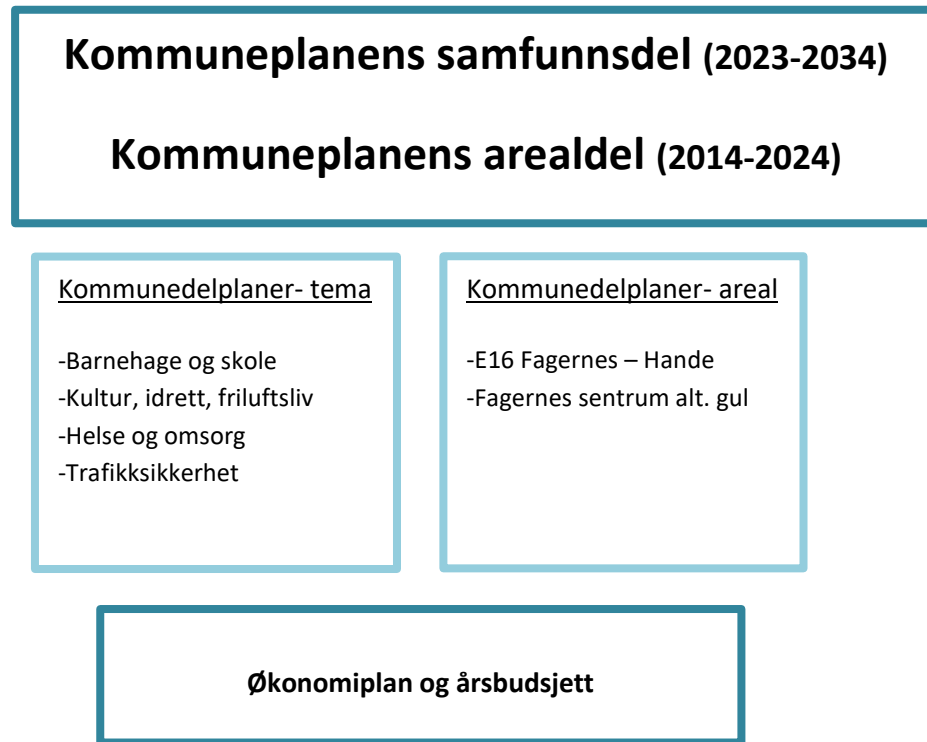 Kommuneplanens samfunnsdel (2023-2034)
Kommuneplanens arealdel (2014-2024)
Kommunedelplaner- tema
-Barnehage og skole
-Kultur, idrett, friluftsliv
-Helse og omsorg
-Trafikksikkerhet
Kommunedelplaner- areal
-E16 Fagernes – Hande
-Fagernes sentrum alt. gul
Økonomiplan og årsbudsjett